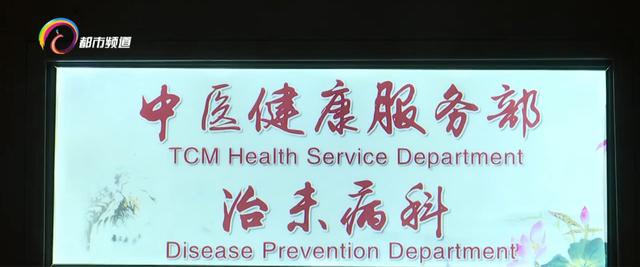 都市频道
中医健康服务部
TCM Health Service Department
治未病科
Disease Prevention Department